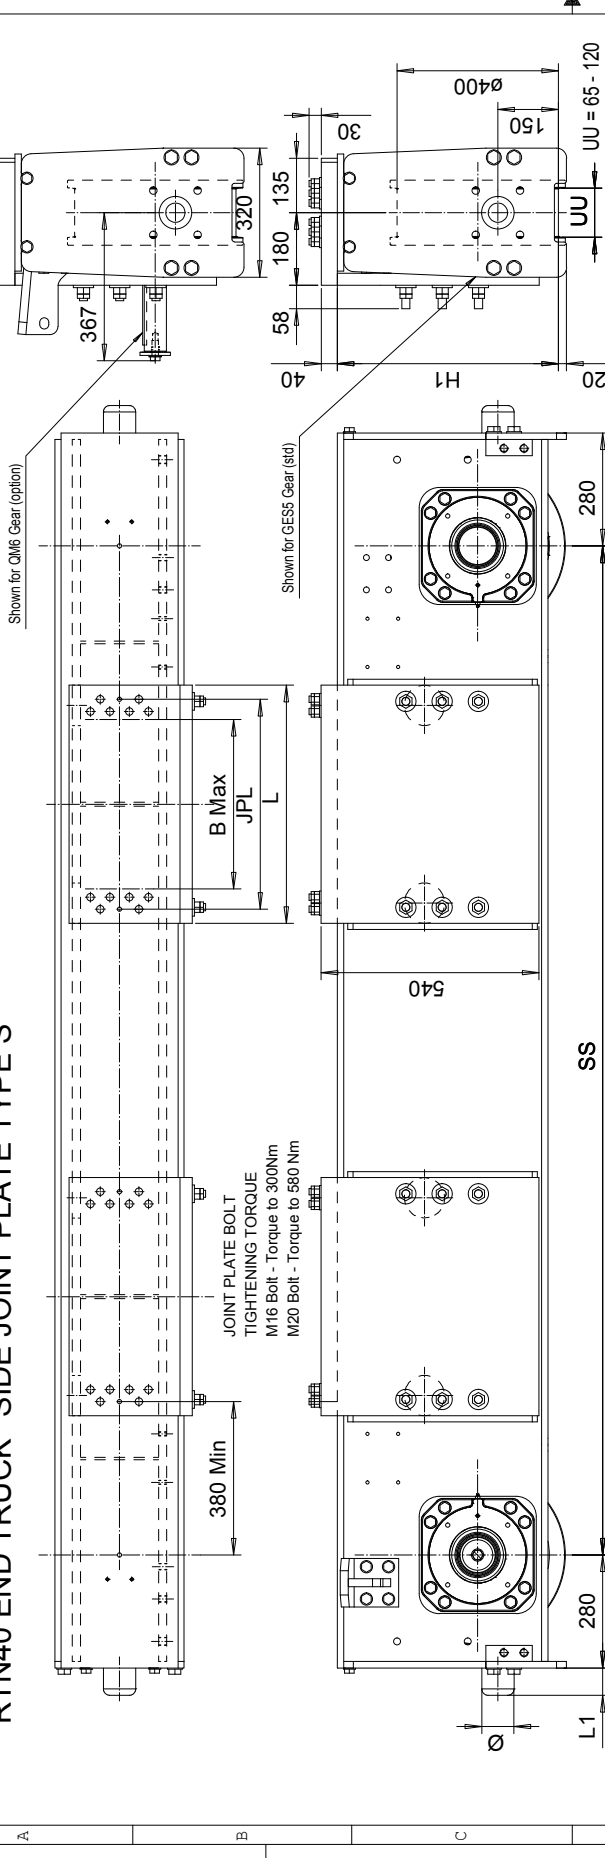 RTN40 END TRUCK SIDE JOINT PLATE TYPE S
Shown for QM6 Gear (option)
367
320
380 Min
B Max
JPL
L
JOINT PLATE BOLT
TIGHTENING TORQUE
M16 Bolt - Torque to 300Nm
M20 Bolt - Torque to 580 Nm
Shown for GES5 Gear (std)
58
180
135
30
40
H1
20
ø400
150
UU
UU = 65 - 120
540
SS
280
280
L1
Ø
A
B
C